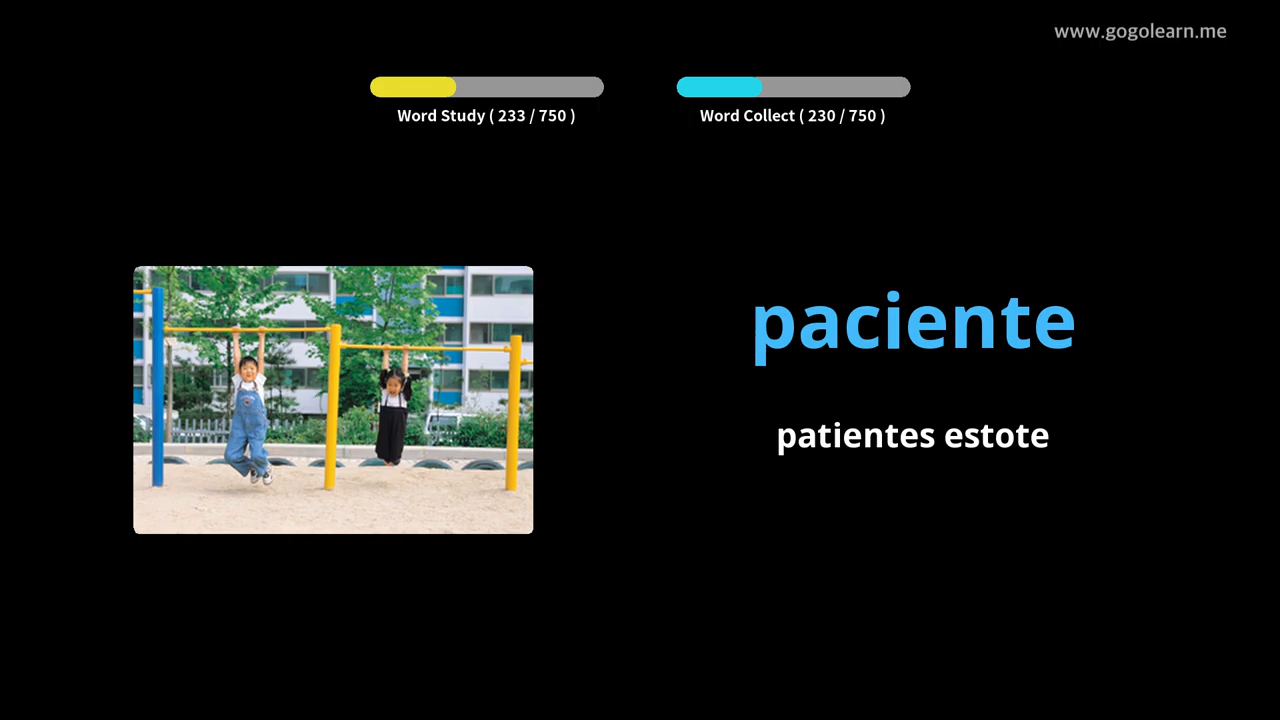 www.gogolearn.me
Word Study ( 233 / 750 )
Word Collect ( 230 / 750 )
paciente
patientes estote